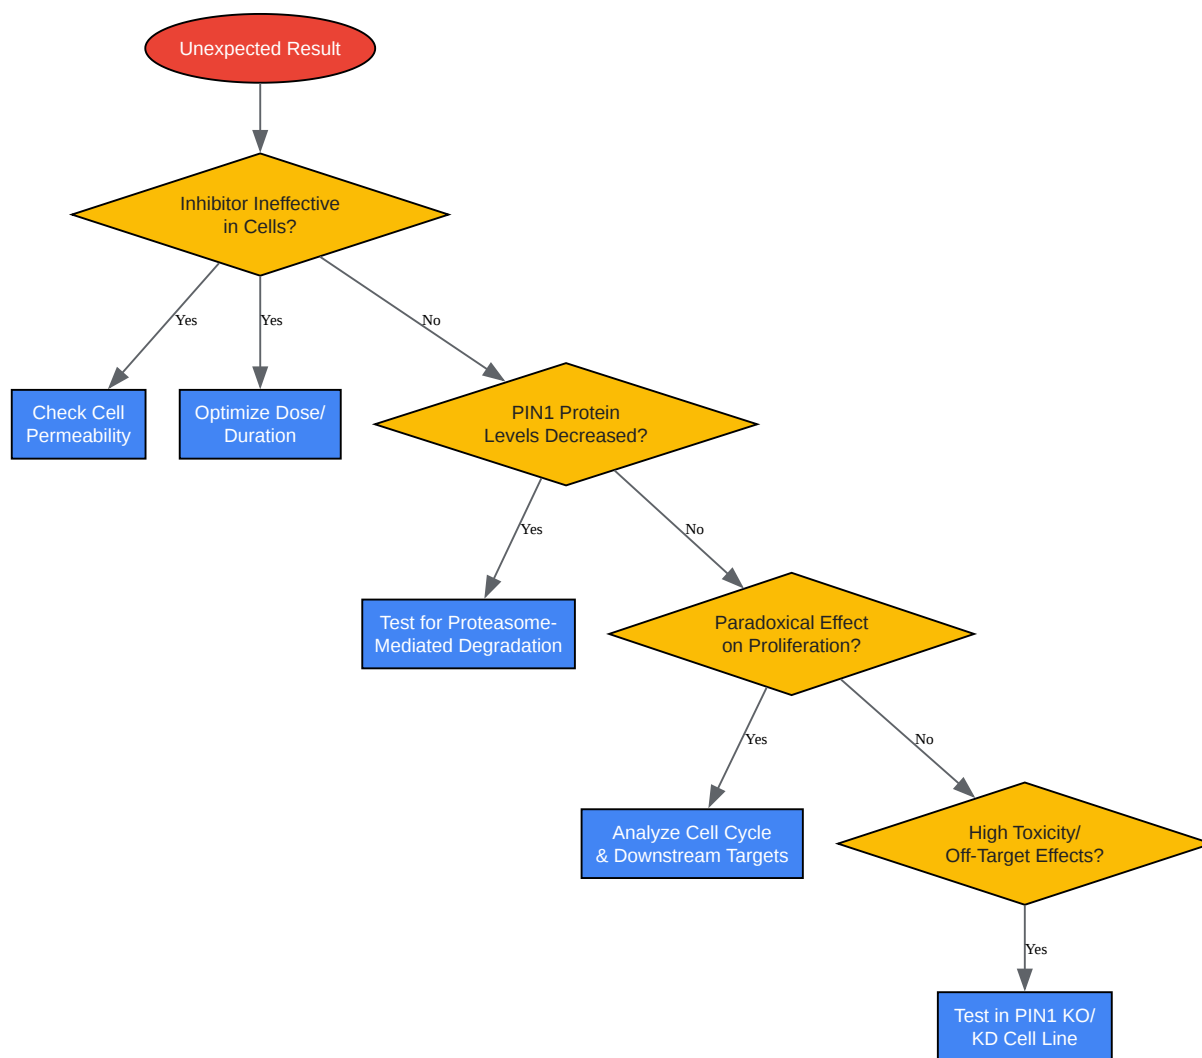 Unexpected Result
Inhibitor Ineffective
in Cells?
Yes
Yes
No
Check Cell
Permeability
Optimize Dose/
Duration
PIN1 Protein
Levels Decreased?
Yes
No
Test for Proteasome-
Mediated Degradation
Paradoxical Effect
on Proliferation?
Yes
No
Analyze Cell Cycle
& Downstream Targets
High Toxicity/
Off-Target Effects?
Yes
Test in PIN1 KO/
KD Cell Line